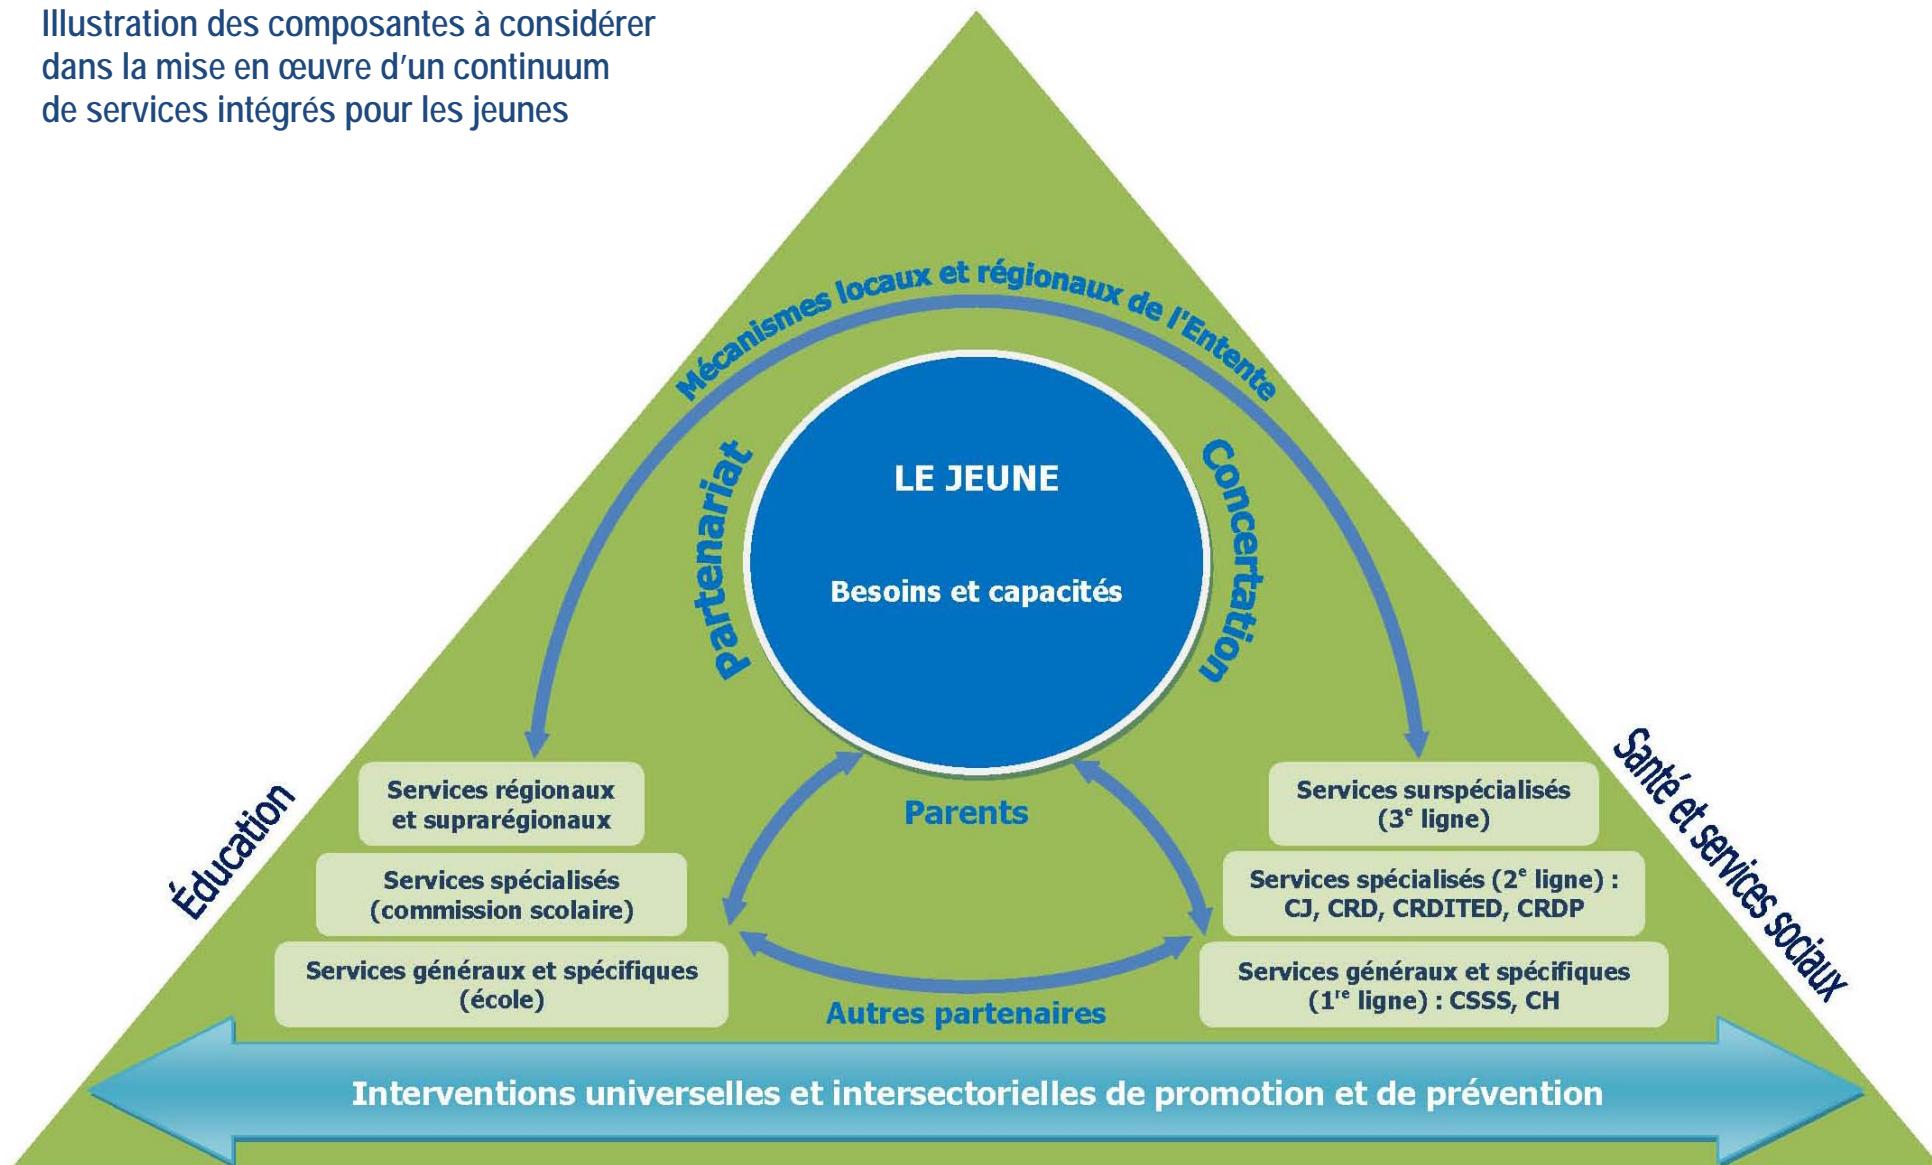 Illustration des composantes à considérer
dans la mise en œuvre d'un continuum
de services intégrés pour les jeunes
Mécanismes locaux et régionaux de l'Entente
Partenariat
LE JEUNE
Besoins et capacités
Concertation
Éducation
Services régionaux
et suprarégionaux
Services spécialisés
(commission scolaire)
Services généraux et spécifiques
(école)
Parents
Autres partenaires
Services surspécialisés
(3e ligne)
Services spécialisés (2e ligne) :
CJ, CRD, CRDITED, CRDP
Services généraux et spécifiques
(1re ligne) : CSSS, CH
Santé et services sociaux
Interventions universelles et intersectorielles de promotion et de prévention